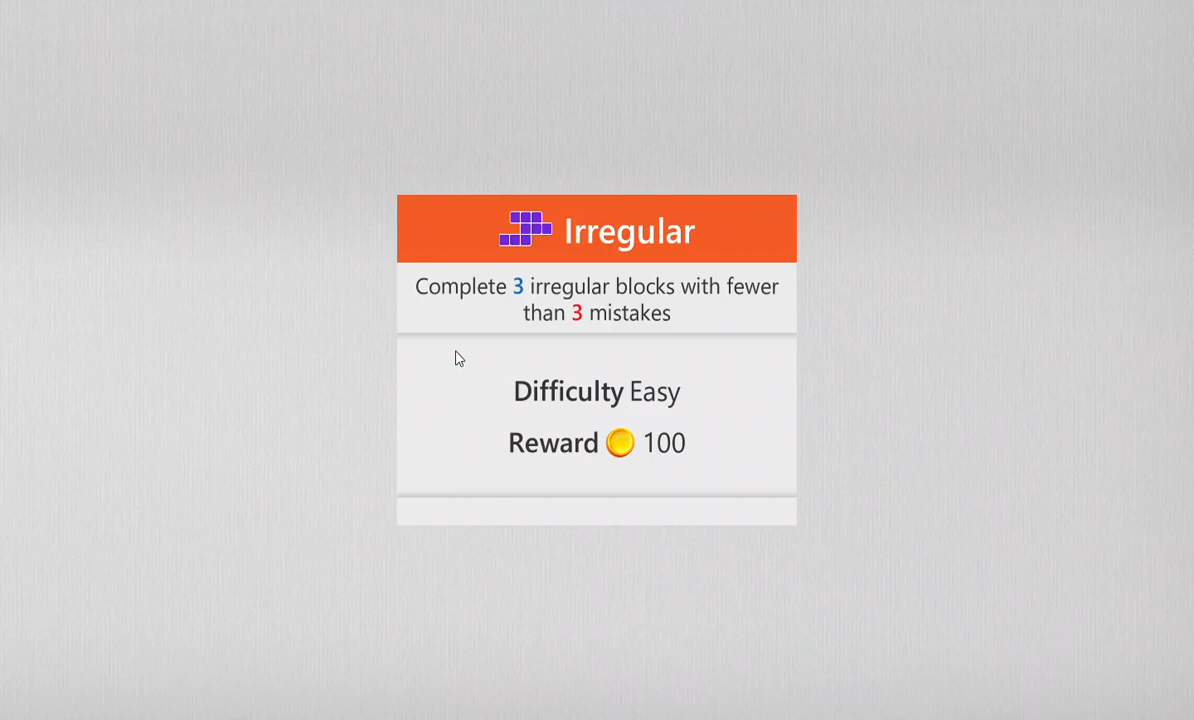 Irregular
Complete 3 irregular blocks with fewer
than 3 mistakes
Difficulty Easy
Reward 100